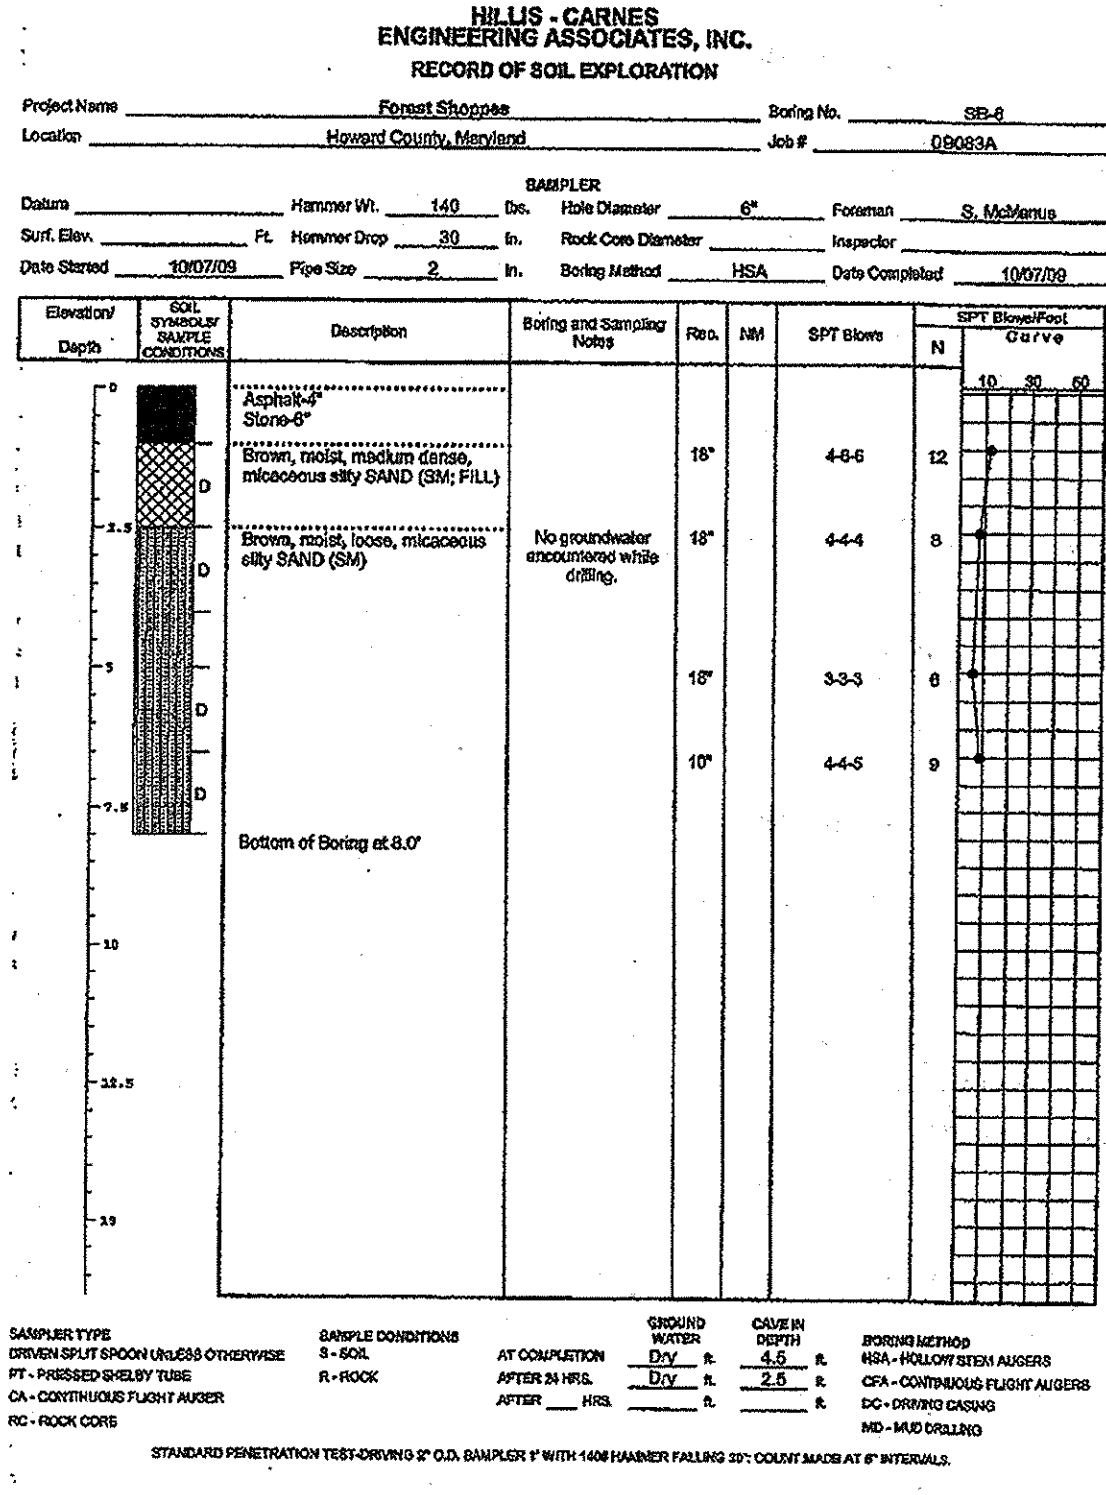 HILLIS - CARNES
ENGINEERING ASSOCIATES, INC.
RECORD OF SOIL EXPLORATION
Project Name Forest Shoppes Boring No. SB-6
Location Howard County, Maryland Job # 09083A
SAMPLER
Datum Hammer Wt. 140 lbs. Hole Diameter 6" Foreman S. McManus
Surf. Elev. Ft. Hammer Drop 30 in. Rock Core Diameter Inspector
Date Started 10/07/09 Pipe Size 2 in. Boring Method HSA Date Completed 10/07/09
Elevation/ Depth
SOIL SYMBOLS/ SAMPLE CONDITIONS
Description
Boring and Sampling Notes
Rec.
NM
SPT Blows
SPT Blows/Foot
N
Curve
10 30 50
0
Asphalt-4"
Stone-6"
Brown, moist, medium dense, 18" 4-6-6 12
micaceous silty SAND (SM; FILL)
D
2.5
Brown, moist, loose, micaceous No groundwater 18" 4-4-4 8
silty SAND (SM) encountered while
D drilling.
5 18" 3-3-3 6
D
10" 4-4-5 9
D
7.5
Bottom of Boring at 8.0'
10
12.5
15
SAMPLER TYPE
DRIVEN SPLIT SPOON UNLESS OTHERWISE
PT - PRESSED SHELBY TUBE
CA - CONTINUOUS FLIGHT AUGER
RC - ROCK CORE
SAMPLE CONDITIONS
S - SOIL
R - ROCK
GROUND WATER CAVE IN DEPTH
AT COMPLETION Dry ft. 4.5 ft.
AFTER 24 HRS. Dry ft. 2.5 ft.
AFTER HRS. ft. ft.
BORING METHOD
HSA - HOLLOW STEM AUGERS
CFA - CONTINUOUS FLIGHT AUGERS
DC - DRIVING CASING
MD - MUD DRILLING
STANDARD PENETRATION TEST-DRIVING 2" O.D. SAMPLER 1' WITH 140# HAMMER FALLING 30"; COUNT MADE AT 6" INTERVALS.